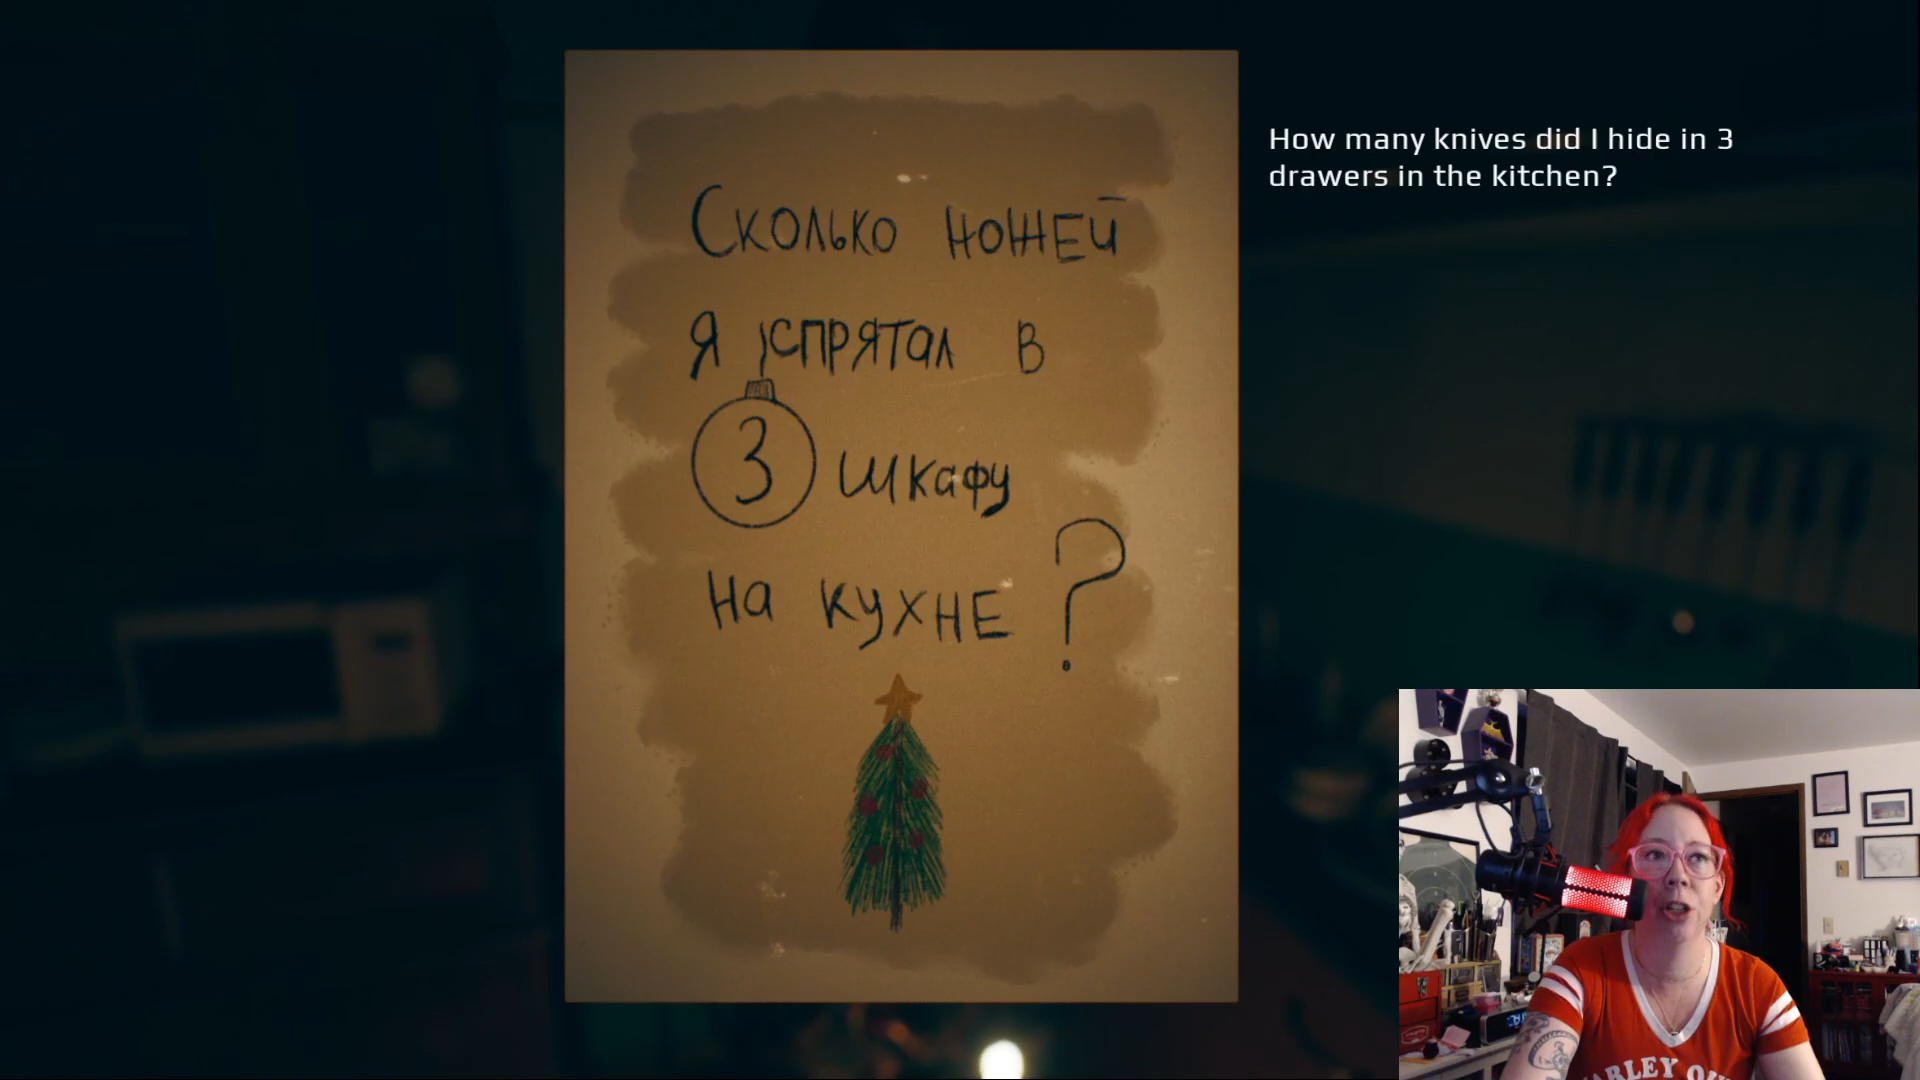 Сколько ножей
Я спрятал в
3 шкафу
на кухне?
How many knives did I hide in 3
drawers in the kitchen?